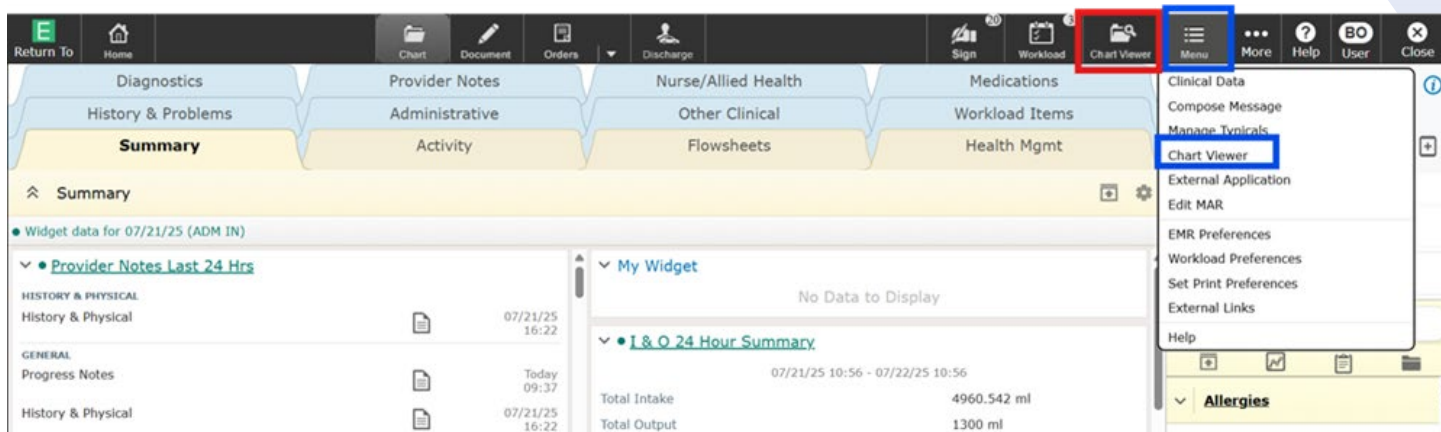 E
Return To
Home
Chart
Document
Orders
Discharge
20
Sign
Workload
Chart Viewer
Menu
More
?
Help
BO
User
Close
Diagnostics
Provider Notes
Nurse/Allied Health
Medications
History & Problems
Administrative
Other Clinical
Workload Items
Summary
Activity
Flowsheets
Health Mgmt
Clinical Data
Compose Message
Manage Typicals
Chart Viewer
External Application
Edit MAR
EMR Preferences
Workload Preferences
Set Print Preferences
External Links
Help
Summary
Widget data for 07/21/25 (ADM IN)
Provider Notes Last 24 Hrs
HISTORY & PHYSICAL
History & Physical
07/21/25
16:22
GENERAL
Progress Notes
Today
09:37
History & Physical
07/21/25
16:22
My Widget
No Data to Display
I & O 24 Hour Summary
07/21/25 10:56 - 07/22/25 10:56
Total Intake 4960.542 ml
Total Output 1300 ml
Allergies